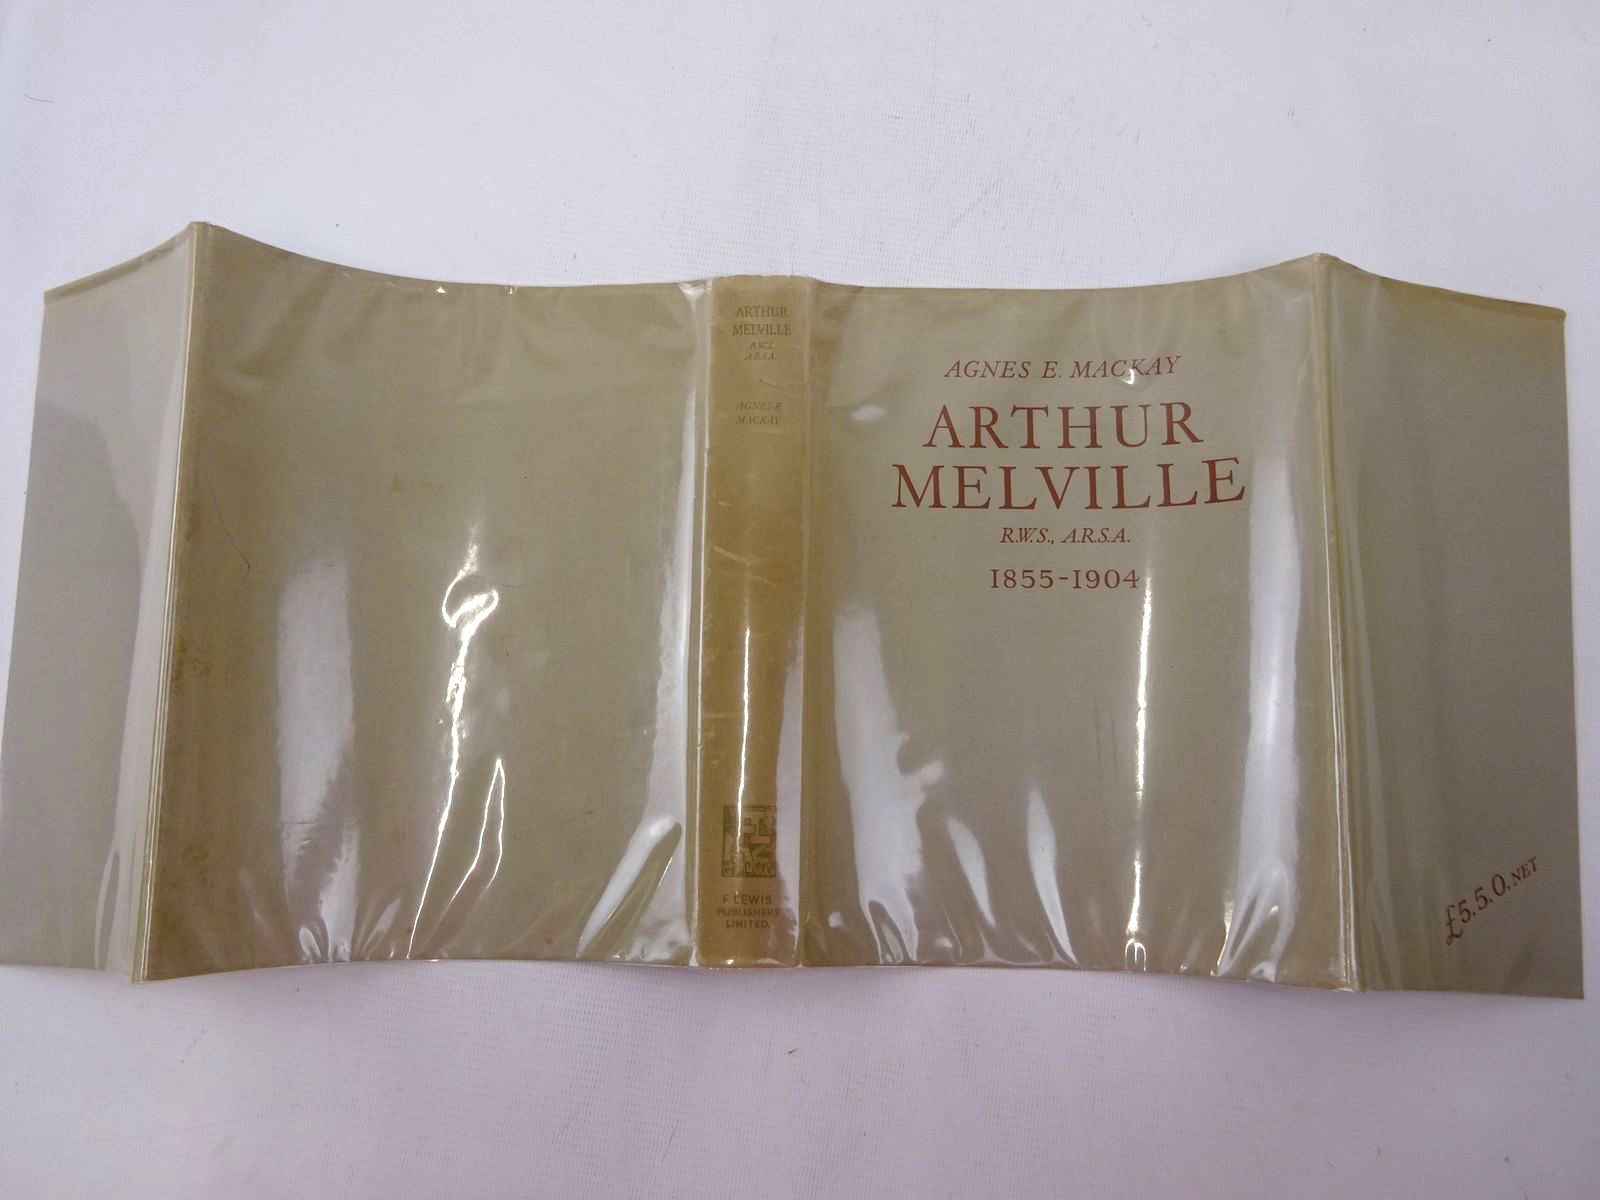 ARTHUR
MELVILLE
R.W.S.
A.R.S.A.
AGNES E
MACKAY
F. LEWIS
PUBLISHERS
LIMITED.
AGNES E. MACKAY
ARTHUR
MELVILLE
R.W.S., A.R.S.A.
1855-1904
£5.5.0. NET